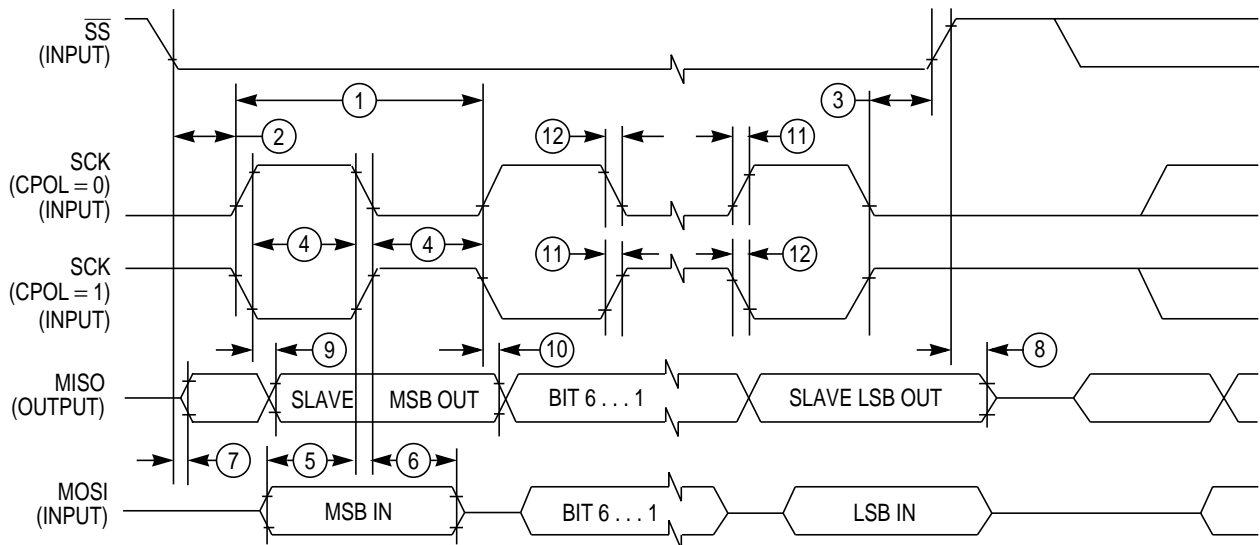 SS
(INPUT)
1
3
2
12
11
SCK
(CPOL = 0)
(INPUT)
4
4
SCK
(CPOL = 1)
(INPUT)
11
12
9
10
8
MISO
(OUTPUT)
SLAVE
MSB OUT
BIT 6 . . . 1
SLAVE LSB OUT
7
5
6
MOSI
(INPUT)
MSB IN
BIT 6 . . . 1
LSB IN